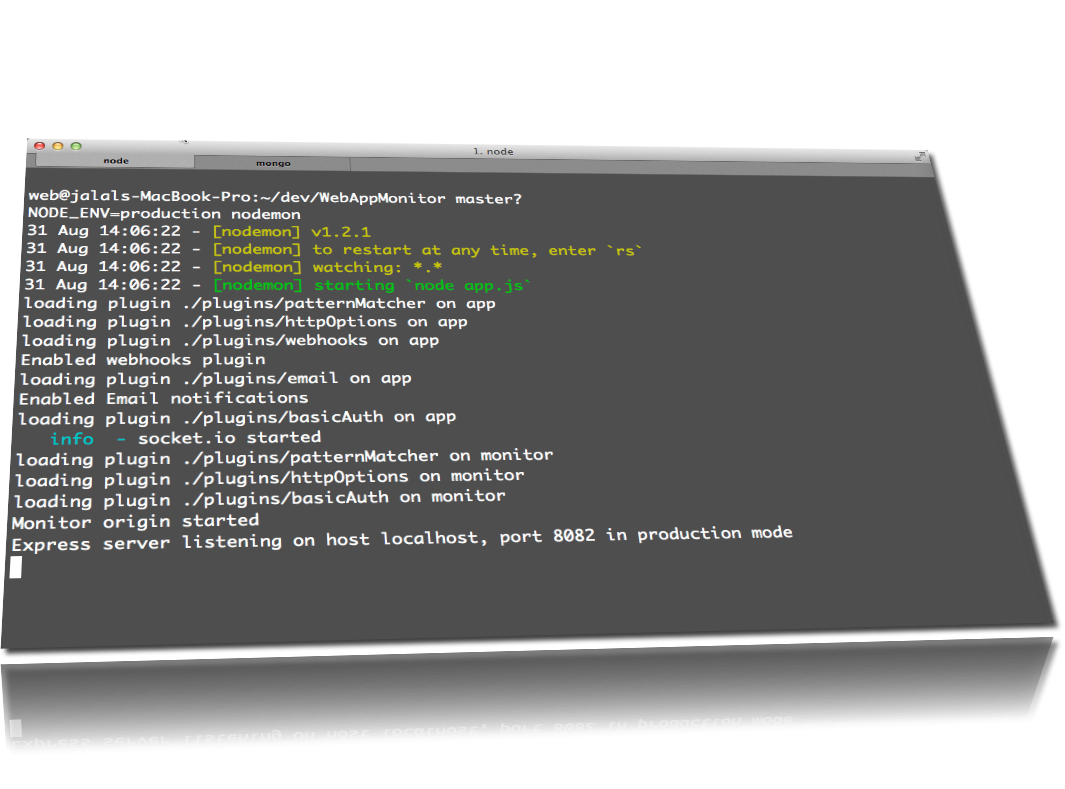 1. node
node
mongo
web@jalals-MacBook-Pro:~/dev/WebAppMonitor master?
NODE_ENV=production nodemon
31 Aug 14:06:22 - [nodemon] v1.2.1
31 Aug 14:06:22 - [nodemon] to restart at any time, enter `rs`
31 Aug 14:06:22 - [nodemon] watching: *.*
31 Aug 14:06:22 - [nodemon] starting `node app.js`
loading plugin ./plugins/patternMatcher on app
loading plugin ./plugins/httpOptions on app
loading plugin ./plugins/webhooks on app
Enabled webhooks plugin
loading plugin ./plugins/email on app
Enabled Email notifications
loading plugin ./plugins/basicAuth on app
info - socket.io started
loading plugin ./plugins/patternMatcher on monitor
loading plugin ./plugins/httpOptions on monitor
loading plugin ./plugins/basicAuth on monitor
Monitor origin started
Express server listening on host localhost, port 8082 in production mode